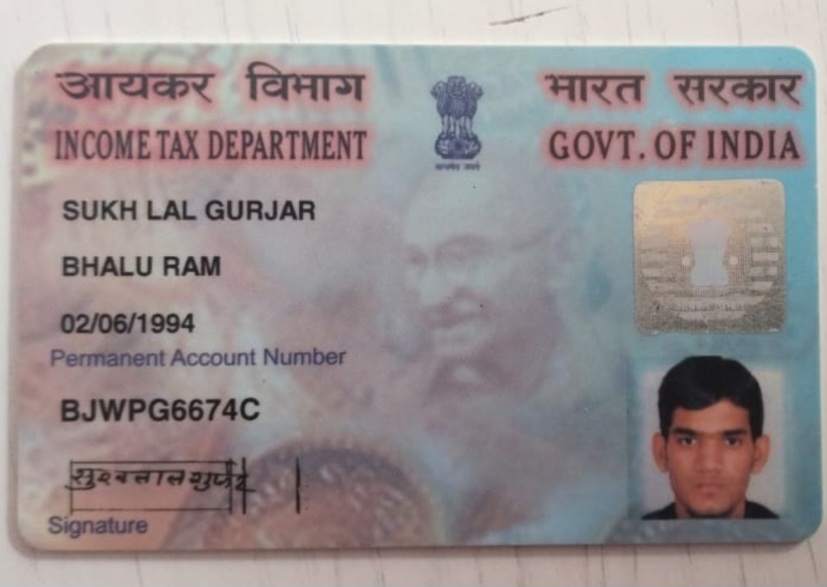 आयकर विभाग
INCOME TAX DEPARTMENT
भारत सरकार
GOVT. OF INDIA
सत्यमेव जयते
SUKH LAL GURJAR
BHALU RAM
02/06/1994
Permanent Account Number
BJWPG6674C
सुखलाल गुर्जर
Signature